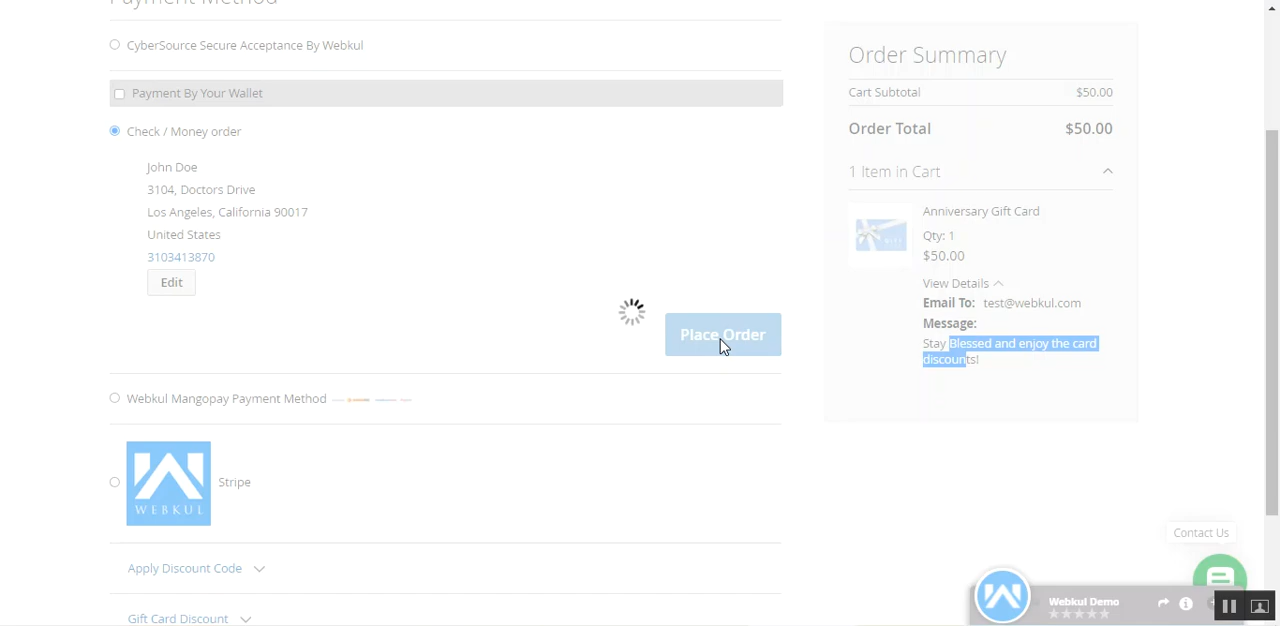 Payment Method
CyberSource Secure Acceptance By Webkul
Payment By Your Wallet
Check / Money order
John Doe
3104, Doctors Drive
Los Angeles, California 90017
United States
3103413870
Edit
Place Order
Webkul Mangopay Payment Method
WEBKUL
Stripe
Apply Discount Code
Gift Card Discount
Order Summary
Cart Subtotal $50.00
Order Total $50.00
1 Item in Cart
Anniversary Gift Card
Qty: 1
$50.00
View Details
Email To: test@webkul.com
Message:
Stay Blessed and enjoy the card
discounts!
Contact Us
Webkul Demo